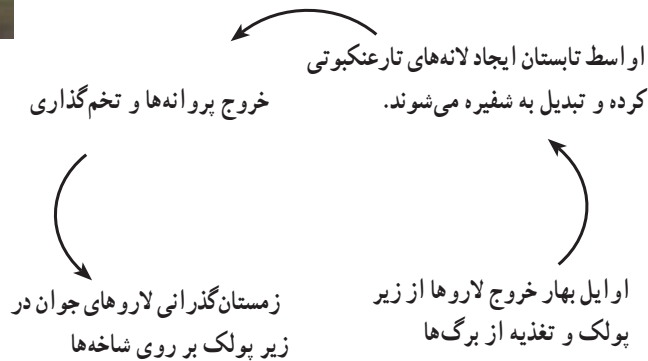 اواسط تابستان ایجاد لانه‌های تارعنکبوتی
کرده و تبدیل به شفیره می‌شوند.
خروج پروانه‌ها و تخم‌گذاری
زمستان‌گذرانی لاروهای جوان در
زیر پولک بر روی شاخه‌ها
اوایل بهار خروج لاروها از زیر
پولک و تغذیه از برگ‌ها